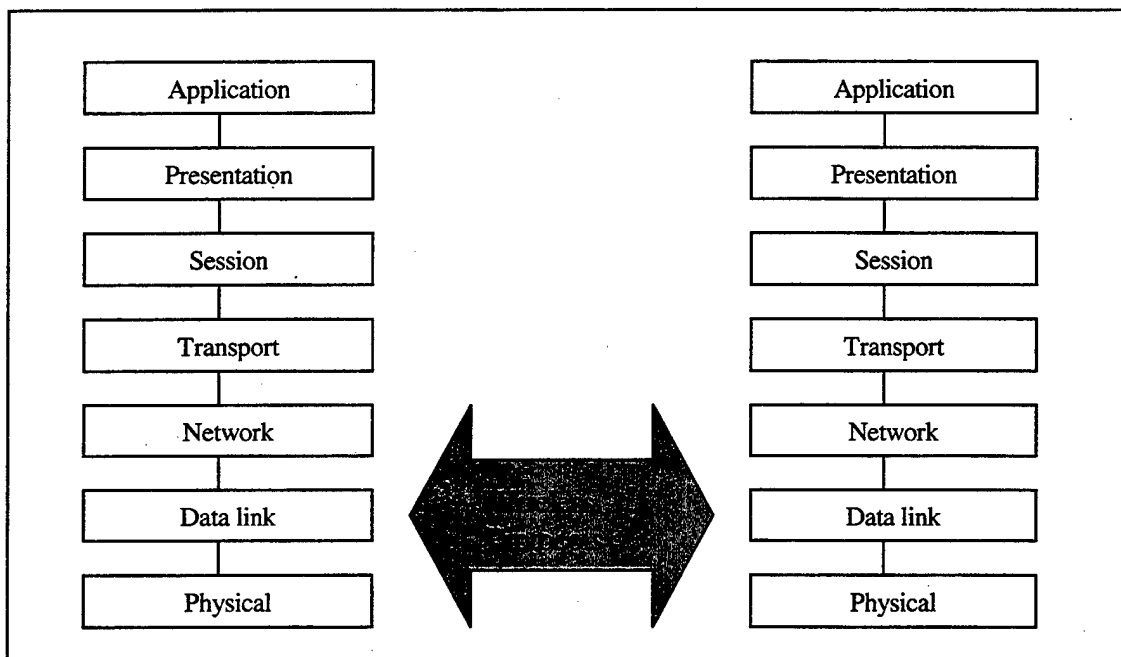 Application
Presentation
Session
Transport
Network
Data link
Physical
Application
Presentation
Session
Transport
Network
Data link
Physical